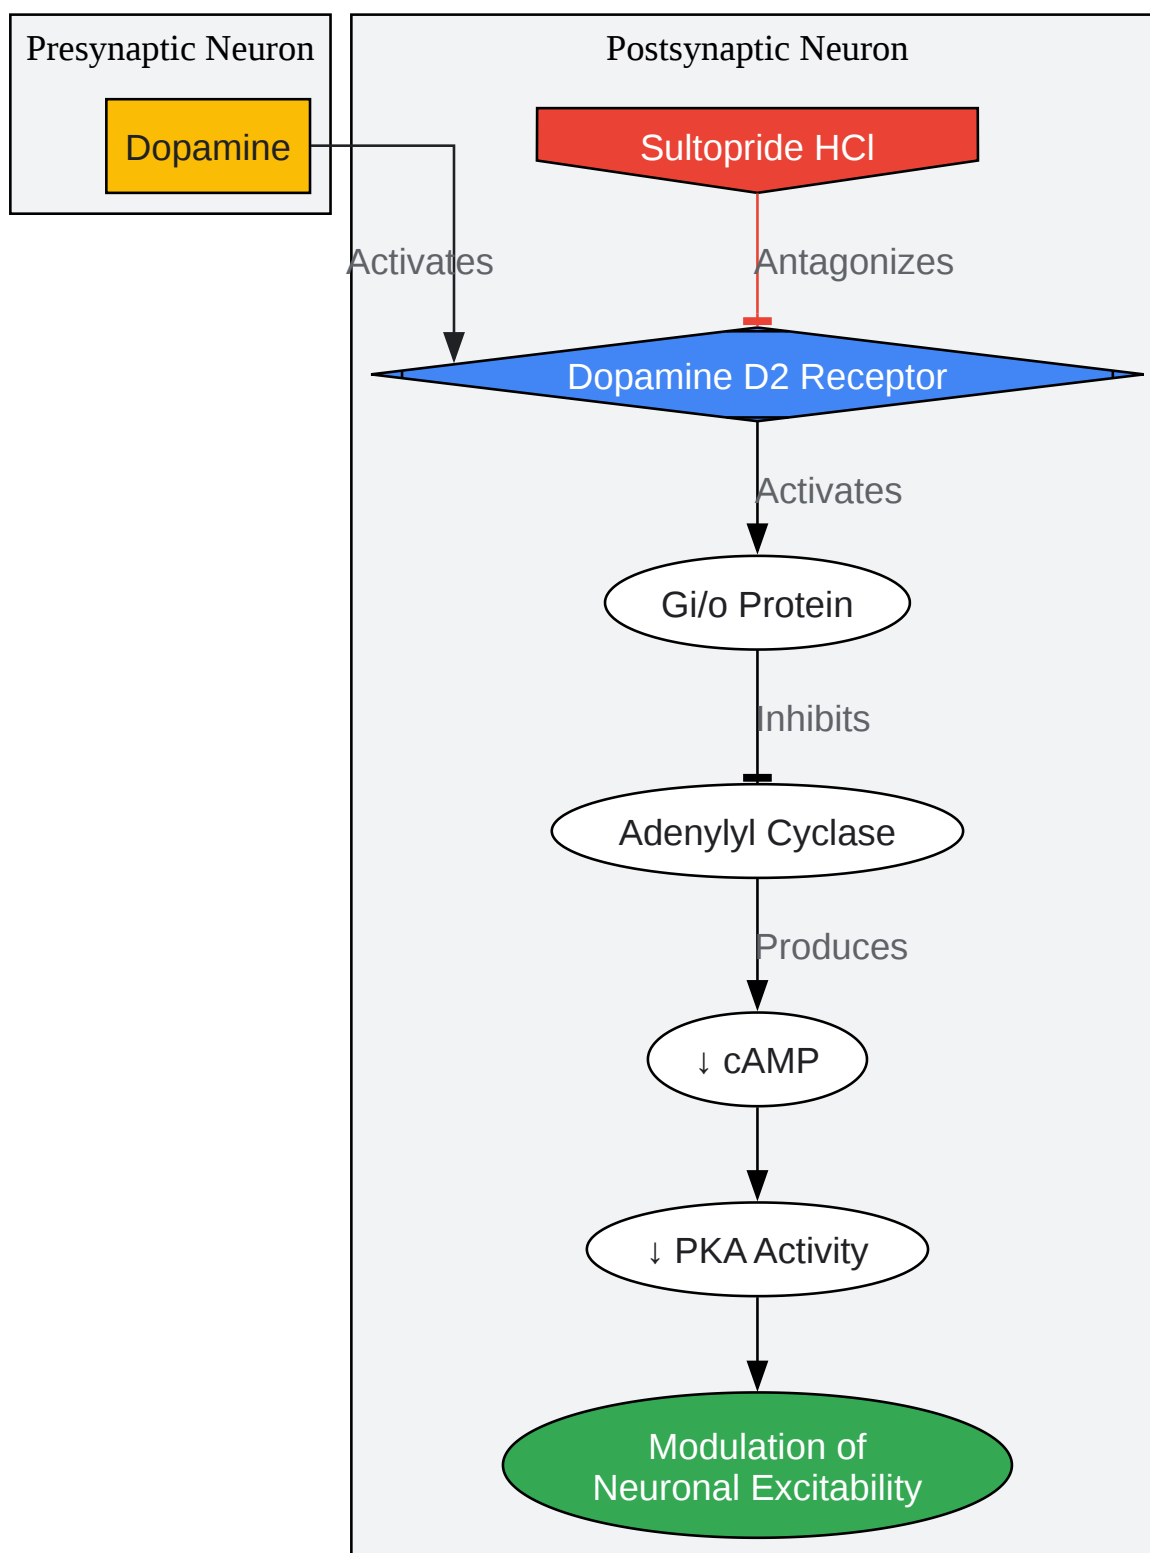 Presynaptic Neuron
Postsynaptic Neuron
Dopamine
Sultopride HCl
Activates
Antagonizes
Dopamine D2 Receptor
Activates
Gi/o Protein
Inhibits
Adenylyl Cyclase
Produces
↓ cAMP
↓ PKA Activity
Modulation of
Neuronal Excitability